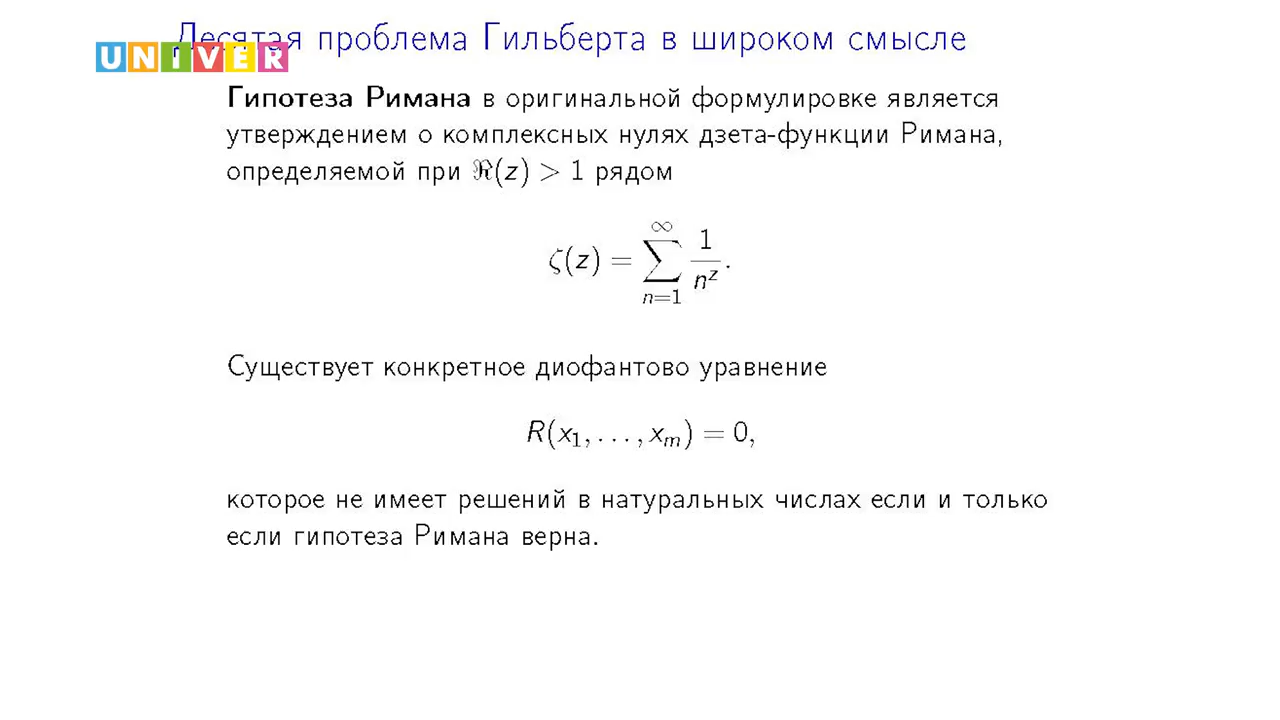 Десятая проблема Гильберта в широком смысле
UNIVER
Гипотеза Римана в оригинальной формулировке является
утверждением о комплексных нулях дзета-функции Римана,
определяемой при ℜ(z) > 1 рядом
ζ(z) = ∑_{n=1}^{∞} 1/n^z.
Существует конкретное диофантово уравнение
R(x₁, . . . , xₘ) = 0,
которое не имеет решений в натуральных числах если и только
если гипотеза Римана верна.